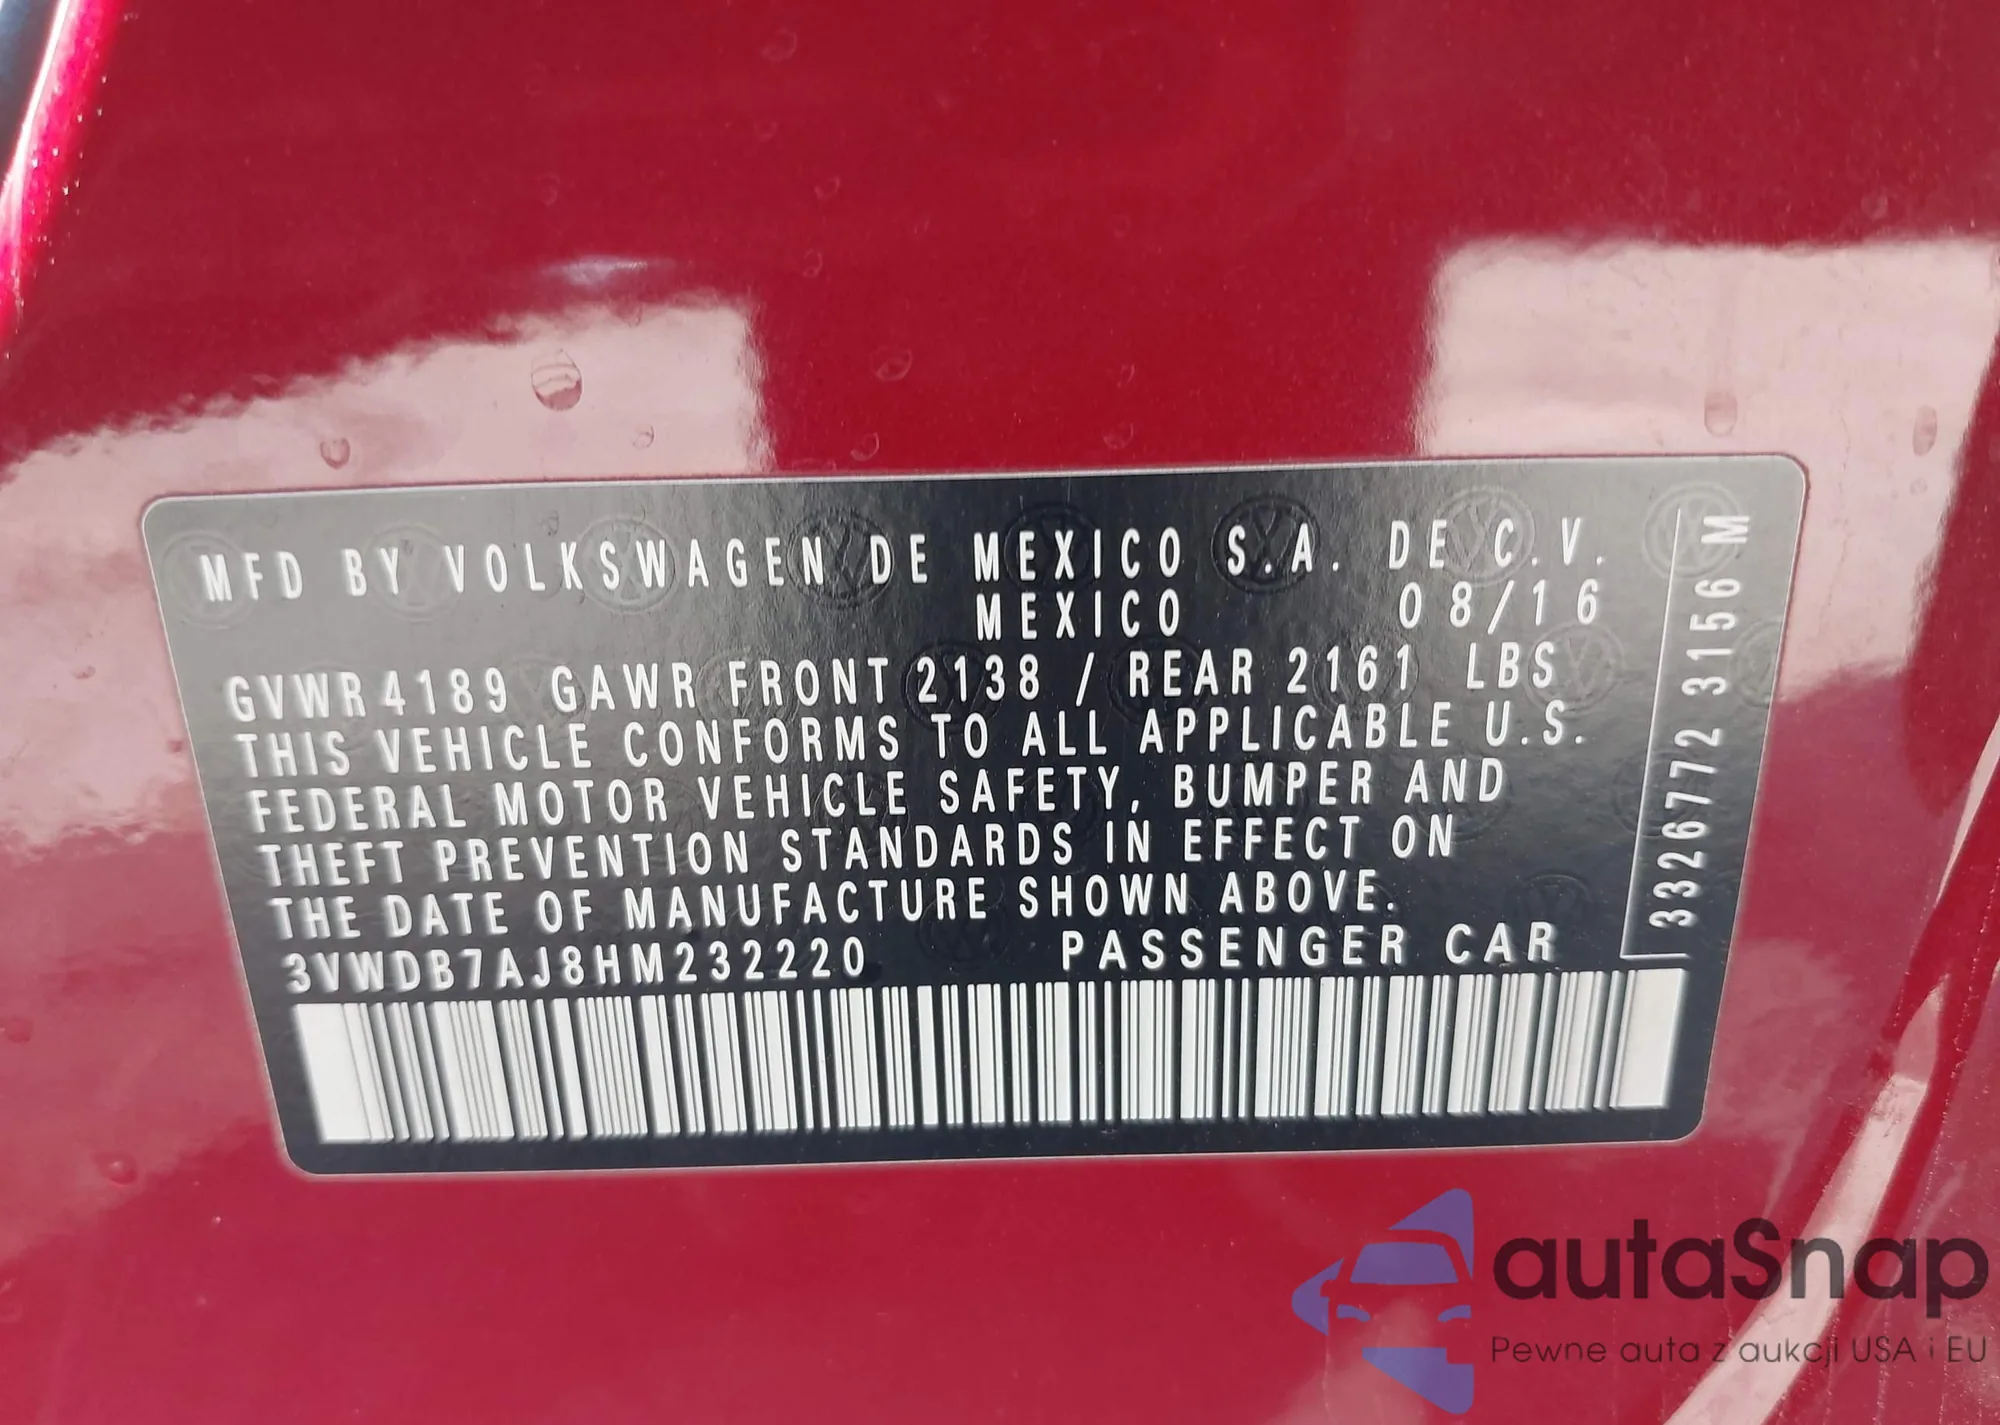 MFD BY VOLKSWAGEN DE MEXICO S.A. DE C.V.
MEXICO 08/16
GVWR 4189 GAWR FRONT 2138 / REAR 2161 LBS
THIS VEHICLE CONFORMS TO ALL APPLICABLE U.S.
FEDERAL MOTOR VEHICLE SAFETY, BUMPER AND
THEFT PREVENTION STANDARDS IN EFFECT ON
THE DATE OF MANUFACTURE SHOWN ABOVE.
3VWDB7AJ8HM232220 PASSENGER CAR
3326772 3156 M
autaSnap
Pewne auta z aukcji USA i EU